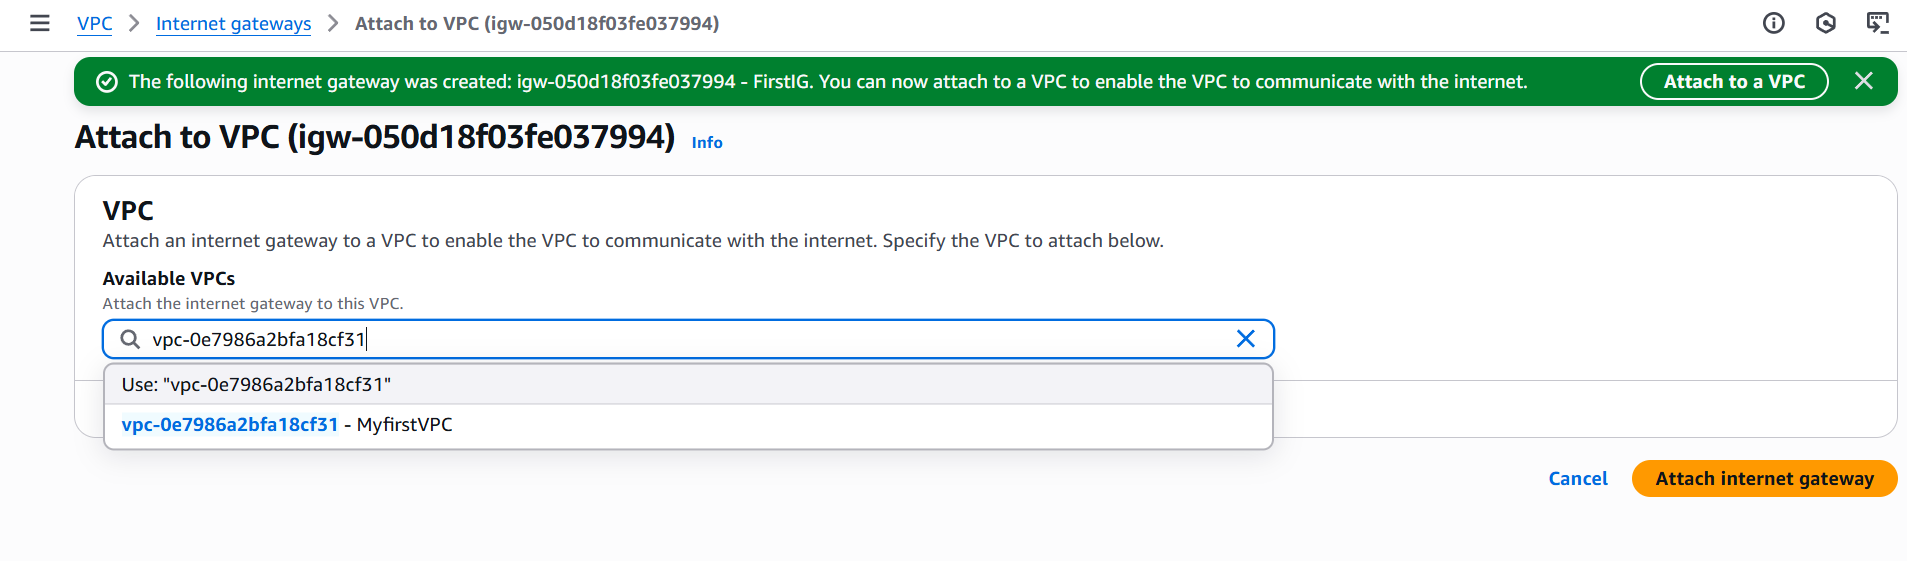 VPC > Internet gateways > Attach to VPC (igw-050d18f03fe037994)
The following internet gateway was created: igw-050d18f03fe037994 - FirstIG. You can now attach to a VPC to enable the VPC to communicate with the internet. Attach to a VPC
Attach to VPC (igw-050d18f03fe037994) Info
VPC
Attach an internet gateway to a VPC to enable the VPC to communicate with the internet. Specify the VPC to attach below.
Available VPCs
Attach the internet gateway to this VPC.
vpc-0e7986a2bfa18cf31
Use: "vpc-0e7986a2bfa18cf31"
vpc-0e7986a2bfa18cf31 - MyfirstVPC
Cancel Attach internet gateway